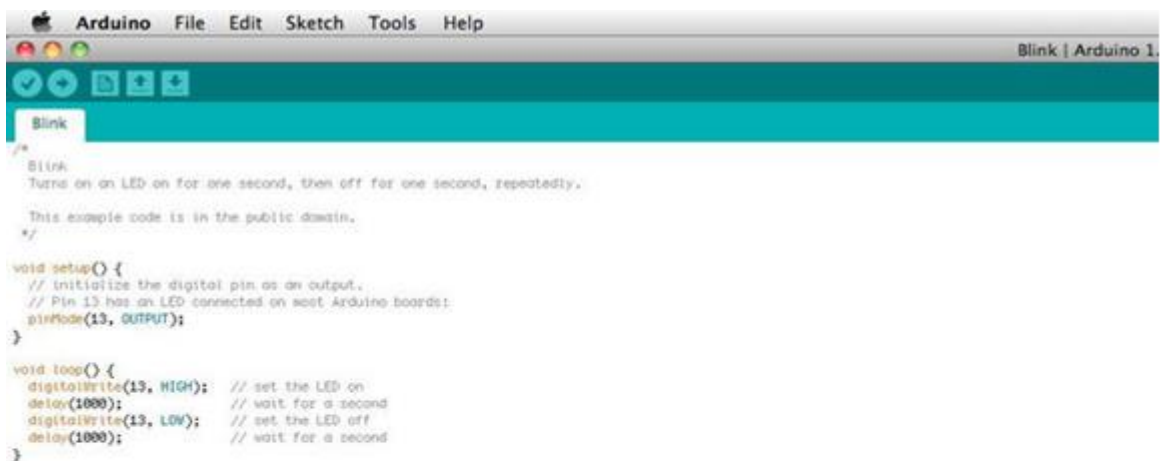 Arduino File Edit Sketch Tools Help
Blink | Arduino 1.
Blink
/*
Blink
Turns on an LED on for one second, then off for one second, repeatedly.
This example code is in the public domain.
*/
void setup() {
// initialize the digital pin as an output.
// Pin 13 has an LED connected on most Arduino boards:
pinMode(13, OUTPUT);
}
void loop() {
digitalWrite(13, HIGH); // set the LED on
delay(1000); // wait for a second
digitalWrite(13, LOW); // set the LED off
delay(1000); // wait for a second
}